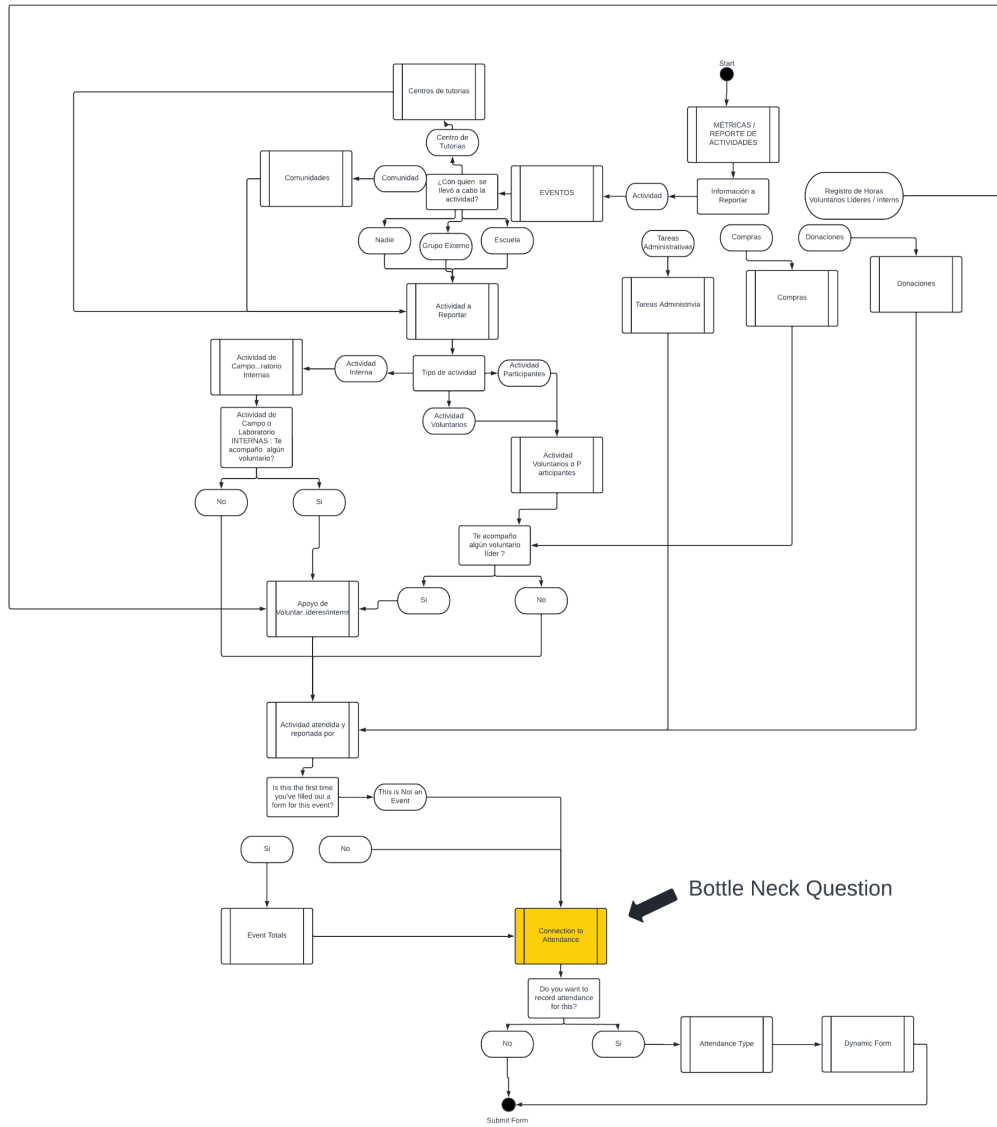 Start
Centros de tutorias
MÉTRICAS /
REPORTE DE
ACTIVIDADES
Centro de
Tutorias
Comunidades
Comunidad
¿Con quien se
llevó a cabo la
actividad?
EVENTOS
Actividad
Información a
Reportar
Registro de Horas
Voluntarios Líderes / Interns
Nadie
Grupo Externo
Escuela
Tareas
Administrativas
Compras
Donaciones
Actividad a
Reportar
Tareas Administrivia
Compras
Donaciones
Actividad de
Campo...ratorio
Internas
Actividad
Interna
Tipo de actividad
Actividad
Participantes
Actividad de
Campo o
Laboratorio
INTERNAS : Te
acompaño algún
voluntario?
Actividad
Voluntarios
Actividad
Voluntarios o P
articipantes
No
Si
Te acompaño
algún voluntario
líder ?
Apoyo de
Voluntar..ideres/interns
Si
No
Actividad atendida y
reportada por
Is this the first time
you've filled out a
form for this event?
This is Not an
Event
Si
No
Bottle Neck Question
Event Totals
Connection to
Attendance
Do you want to
record attendance
for this?
No
Si
Attendance Type
Dynamic Form
Submit Form